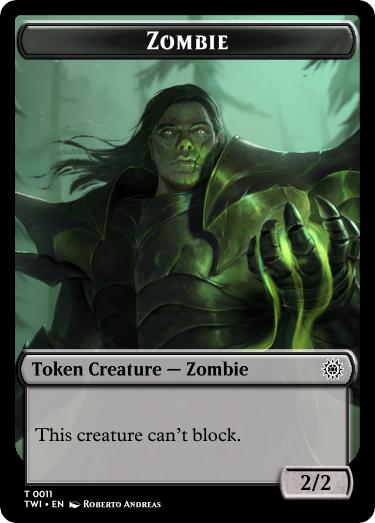 ZOMBIE
Token Creature — Zombie
This creature can't block.
2/2
T 0011
TWI • EN ROBERTO ANDREAS